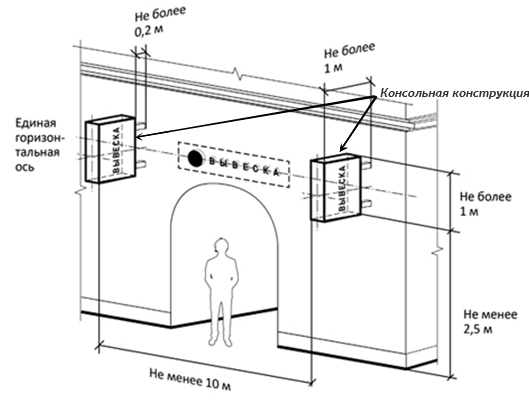 Не более
0,2 м
Не более
1 м
Консольная конструкция
Единая
горизон-
тальная
ось
ВЫВЕСКА
ВЫВЕСКА
ВЫВЕСКА
Не более
1 м
Не менее
2,5 м
Не менее 10 м